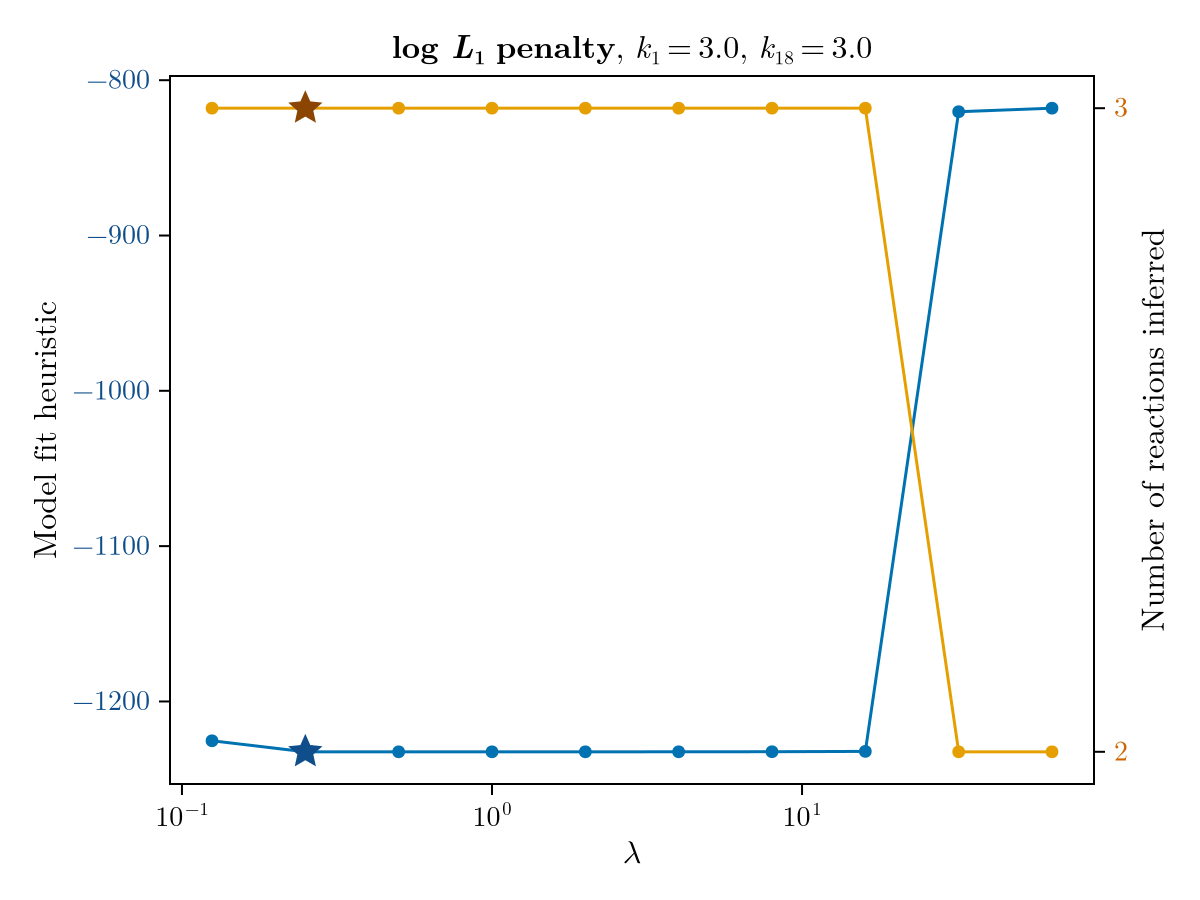 log L₁ penalty, k₁ = 3.0, k₁₈ = 3.0
−800
−900
−1000
−1100
−1200
Model fit heuristic
3
2
Number of reactions inferred
10⁻¹ 10⁰ 10¹
λ